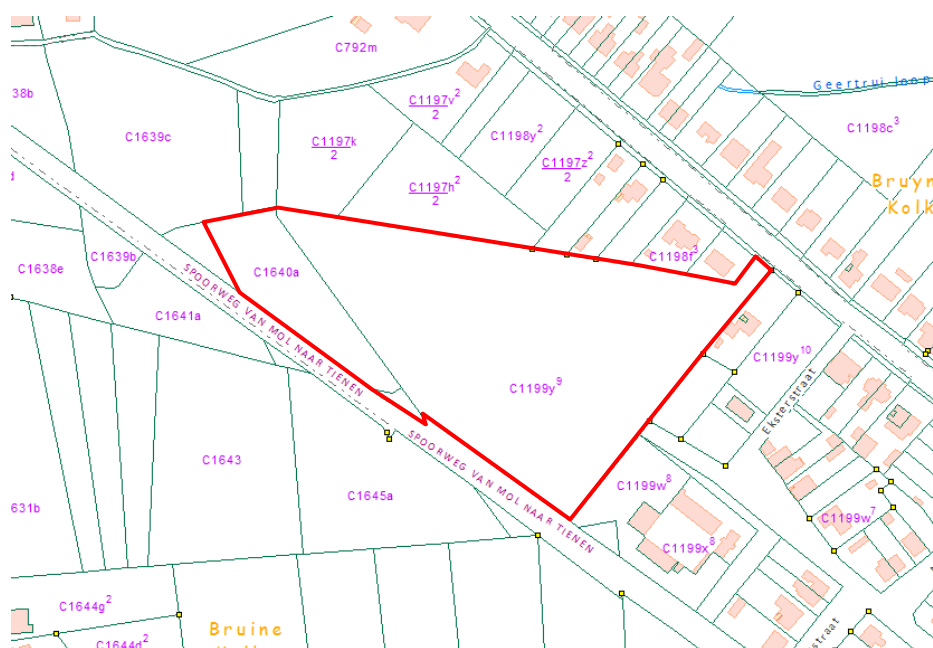 C792m
Geertrui loop
38b
C1197v²
2
C1639c
C1197k
2
C1198y²
C1198c³
C1197z²
2
C1197h²
2
Bruyn
Kolk
C1198f³
C1639b
C1638e
C1640a
SPOORWEG VAN MOL NAAR TIENEN
C1641a
C1199y¹⁰
C1199y⁹
Eksterstraat
SPOORWEG VAN MOL NAAR TIENEN
C1643
C1645a
C1199w⁸
631b
C1199w⁷
C1199x⁸
C1644g²
Bruine
C1644d²
straat